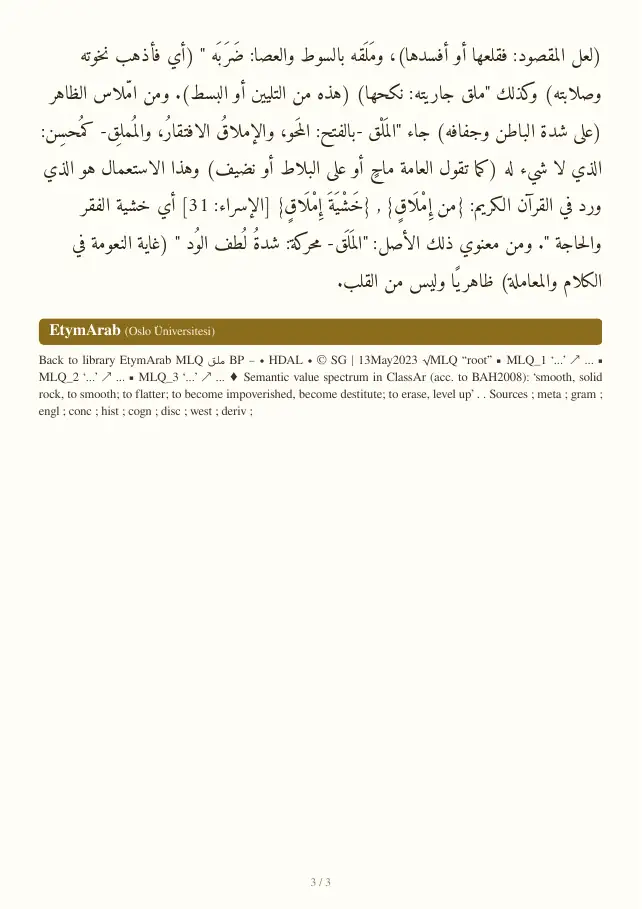 (لعل المقصود: فقلعها أو أفسدها)، ومَلَقه بالسوط والعصا: ضَرَبَه " (أي فأذهب نخوته
وصلابته) وكذلك "ملق جاريته: نكحها) (هذه من التليين أو البسط). ومن امّلاس الظاهر
(على شدة الباطن وجفافه) جاء "المَلْق -بالفتح: المَحو، والإملاقُ الافتقارُ، والُمملِق- كمُحسِن:
الذي لا شيء له (كما تقول العامة ماحٍ أو على البلاط أو نضيف) وهذا الاستعمال هو الذي
ورد في القرآن الكريم: {من إِمْلَاقٍ} , {خَشْيَةَ إِمْلَاقٍ} [الإسراء: 31] أي خشية الفقر
والحاجة ". ومن معنوي ذلك الأصل: "المَلَق- محركة: شدةُ لُطف الوُد " (غاية النعومة في
الكلام والمعاملة) ظاهريًا وليس من القلب.
EtymArab (Oslo Üniversitesi)
Back to library EtymArab MLQ ملق BP – • HDAL • © SG | 13May2023 √MLQ “root” ▪ MLQ_1 ‘...’ ↗ ... ▪
MLQ_2 ‘...’ ↗ ... ▪ MLQ_3 ‘...’ ↗ ... ♦ Semantic value spectrum in ClassAr (acc. to BAH2008): ‘smooth, solid
rock, to smooth; to flatter; to become impoverished, become destitute; to erase, level up’ . . Sources ; meta ; gram ;
engl ; conc ; hist ; cogn ; disc ; west ; deriv ;
3 / 3